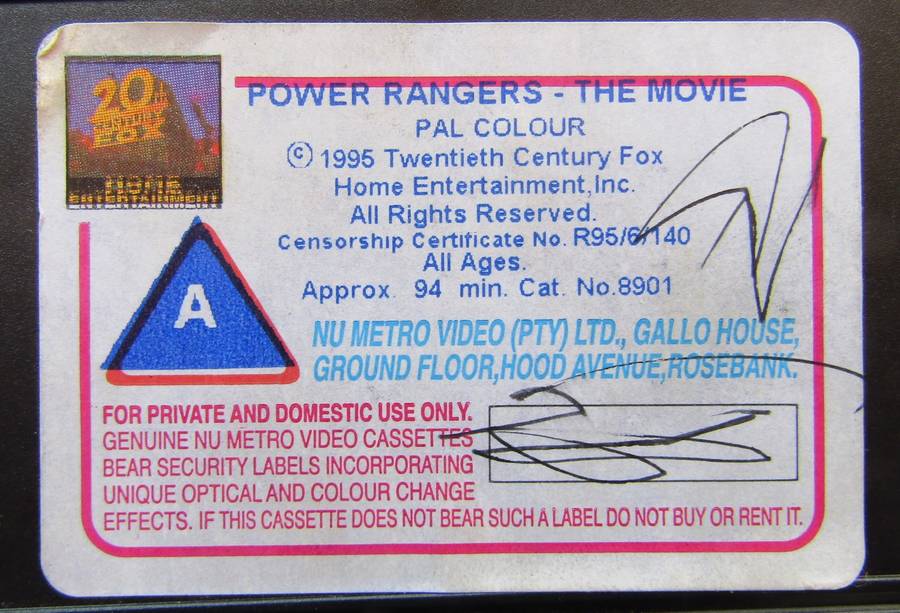 20th
CENTURY
FOX
HOME
ENTERTAINMENT
POWER RANGERS - THE MOVIE
PAL COLOUR
© 1995 Twentieth Century Fox
Home Entertainment,Inc.
All Rights Reserved.
Censorship Certificate No. R95/6/140
All Ages.
Approx. 94 min. Cat. No.8901
A
NU METRO VIDEO (PTY) LTD., GALLO HOUSE,
GROUND FLOOR,HOOD AVENUE,ROSEBANK.
FOR PRIVATE AND DOMESTIC USE ONLY.
GENUINE NU METRO VIDEO CASSETTES
BEAR SECURITY LABELS INCORPORATING
UNIQUE OPTICAL AND COLOUR CHANGE
EFFECTS. IF THIS CASSETTE DOES NOT BEAR SUCH A LABEL DO NOT BUY OR RENT IT.